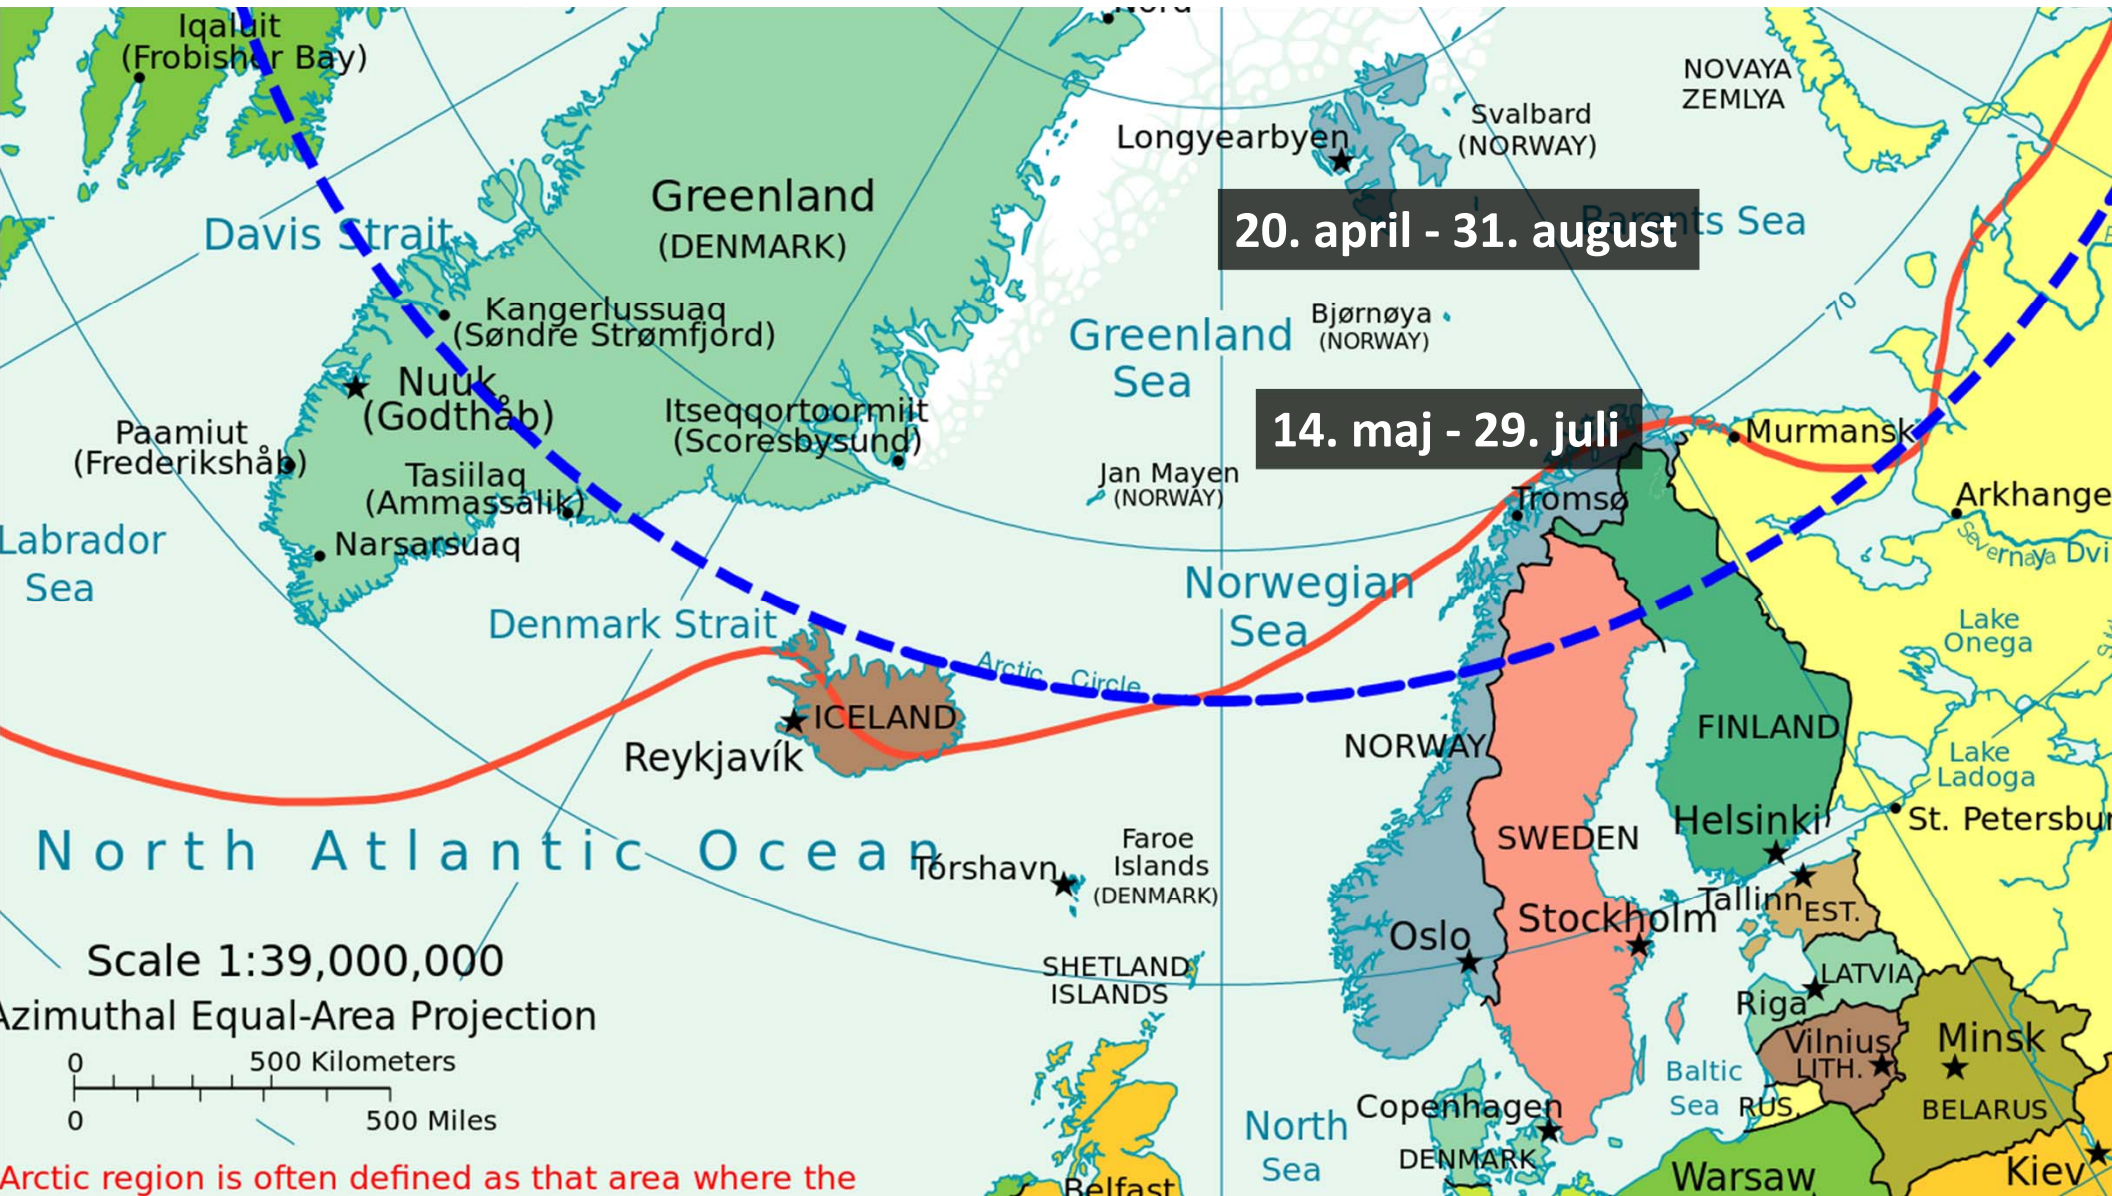 Nord
Iqaluit
(Frobisher Bay)
NOVAYA
ZEMLYA
Svalbard
(NORWAY)
Longyearbyen
Greenland
(DENMARK)
Davis Strait
20. april - 31. august
Barents Sea
Kangerlussuaq
(Søndre Strømfjord)
Greenland
Sea
Bjørnøya
(NORWAY)
70
Nuuk
(Godthåb)
Itseqqortoormiit
(Scoresbysund)
14. maj - 29. juli
Murmansk
Paamiut
(Frederikshåb)
Tasiilaq
(Ammassalik)
Jan Mayen
(NORWAY)
Tromsø
Arkhange
Labrador
Sea
Narsarsuaq
Severnaya Dvi
Norwegian
Sea
Denmark Strait
Arctic Circle
Lake
Onega
ICELAND
Reykjavík
NORWAY
FINLAND
Lake
Ladoga
Helsinki
St. Petersbur
SWEDEN
North Atlantic Ocean
Faroe
Islands
(DENMARK)
Tórshavn
Tallinn
EST.
Stockholm
Oslo
Scale 1:39,000,000
Azimuthal Equal-Area Projection
SHETLAND
ISLANDS
LATVIA
Riga
Vilnius
LITH.
Minsk
0 500 Kilometers
0 500 Miles
Baltic
Sea
RUS.
BELARUS
Copenhagen
DENMARK
North
Sea
Arctic region is often defined as that area where the
Belfast
Warsaw
Kiev